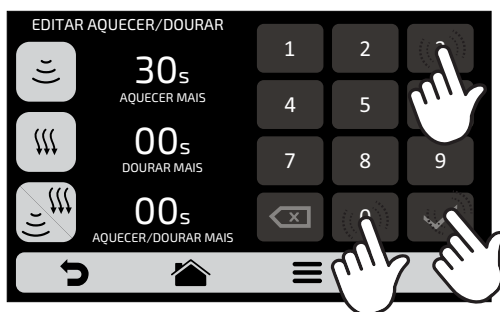 EDITAR AQUECER/DOURAR
30s
AQUECER MAIS
00s
DOURAR MAIS
00s
AQUECER/DOURAR MAIS
1 2
4 5
7 8 9